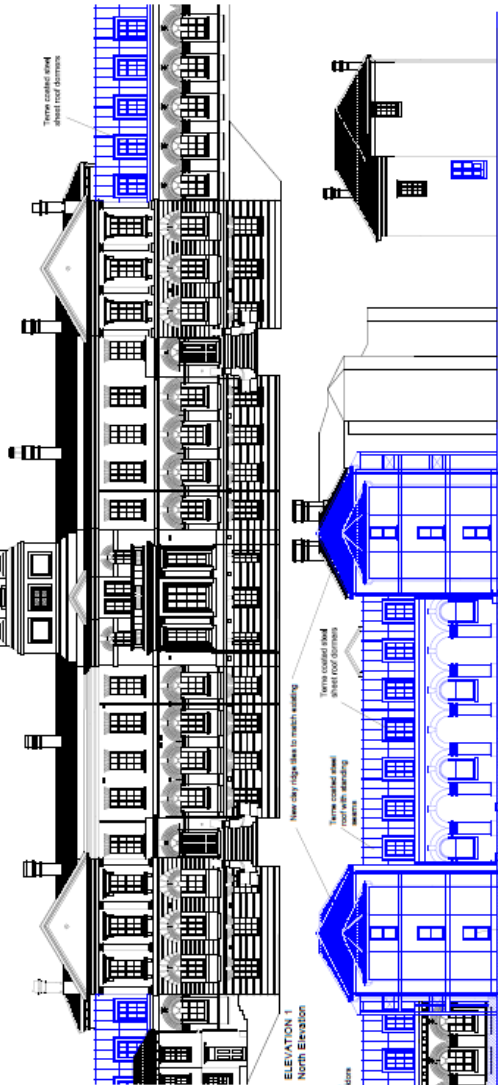 Terne coated steel
sheet roof dormers
New clay ridge tiles to match existing
ELEVATION 1
North Elevation
Terne coated steel
sheet roof dormers
Terne coated steel
roof with standing
seams